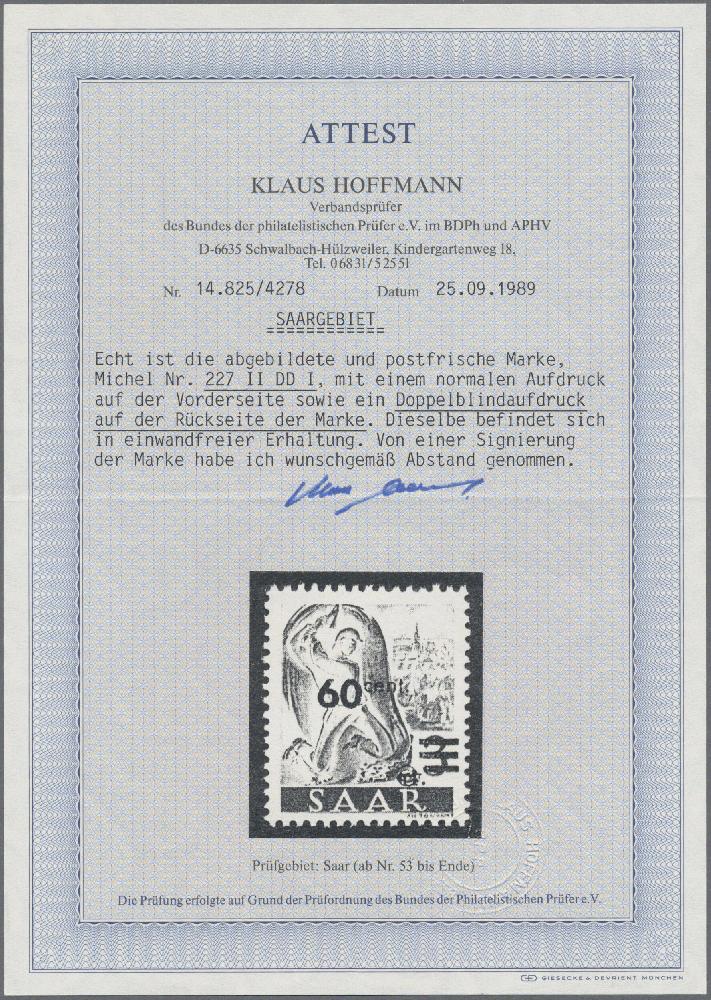 ATTEST
KLAUS HOFFMANN
Verbandsprüfer
des Bundes der philatelistischen Prüfer e.V. im BDPh und APHV
D-6635 Schwalbach-Hülzweiler, Kindergartenweg 18,
Tel. 06831/52551
Nr. 14.825/4278 Datum 25.09.1989
SAARGEBIET
Echt ist die abgebildete und postfrische Marke,
Michel Nr. 227 II DD I, mit einem normalen Aufdruck
auf der Vorderseite sowie ein Doppelblindaufdruck
auf der Rückseite der Marke. Dieselbe befindet sich
in einwandfreier Erhaltung. Von einer Signierung
der Marke habe ich wunschgemäß Abstand genommen.
60 cent.
SAAR
Prüfgebiet: Saar (ab Nr. 53 bis Ende)
Die Prüfung erfolgte auf Grund der Prüfordnung des Bundes der Philatelistischen Prüfer e.V.
GIESECKE & DEVRIENT MÜNCHEN